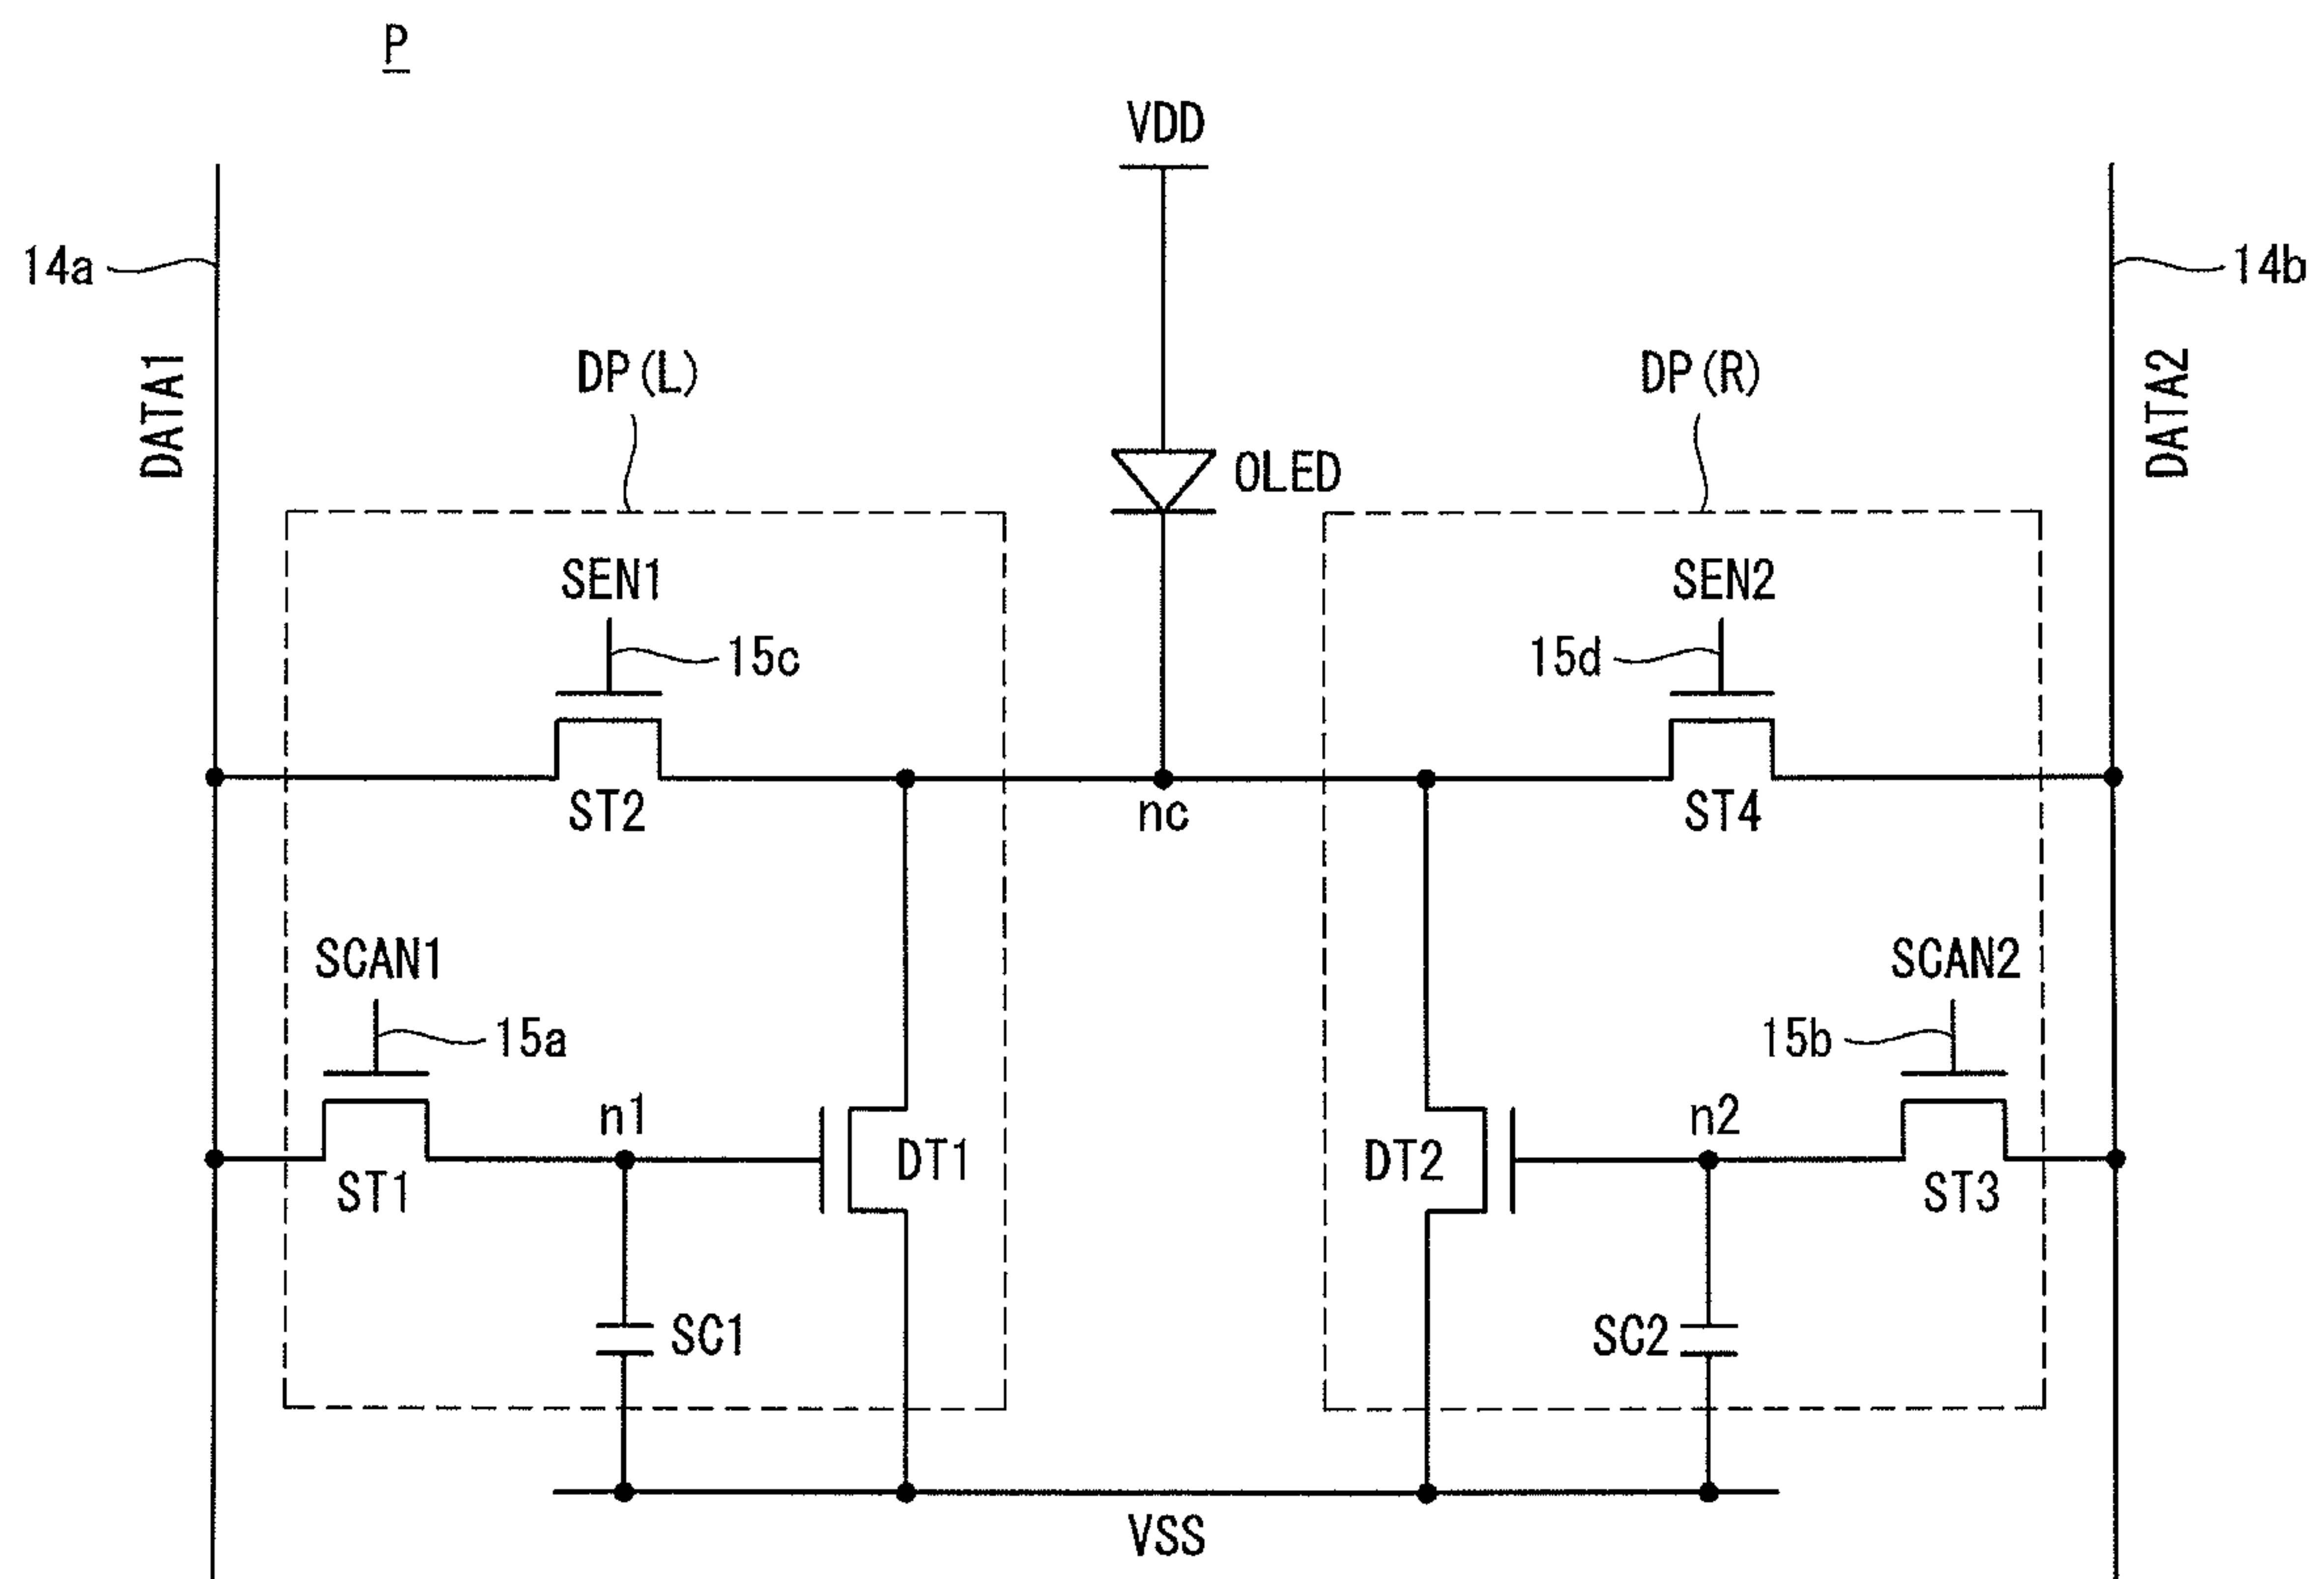 P
VDD
14a
14b
DATA1
DP(L)
DP(R)
DATA2
OLED
SEN1
SEN2
15c
15d
ST2
nc
ST4
SCAN1
SCAN2
15a
15b
n1
n2
DT1
DT2
ST1
ST3
SC1
SC2
VSS